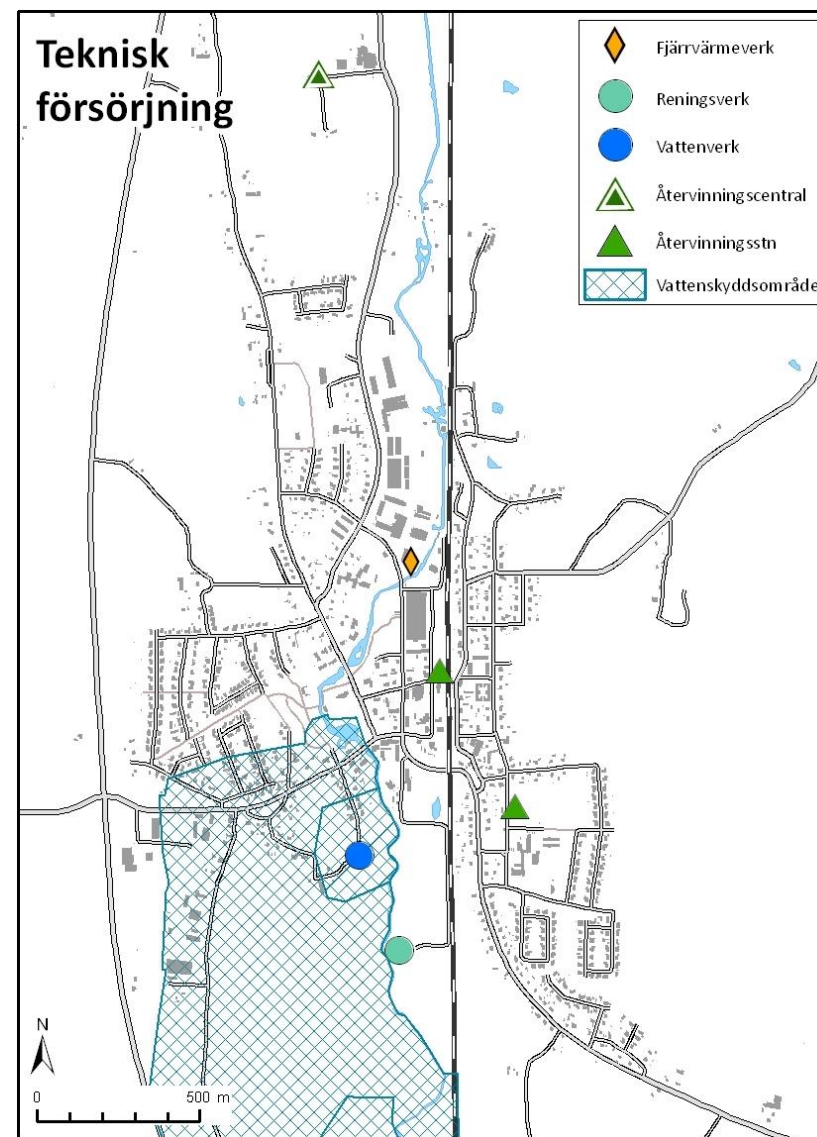 Teknisk
försörjning
Fjärrvärmeverk
Reningsverk
Vattenverk
Återvinningscentral
Återvinningsstn
Vattenskyddsområde
N
0 500 m